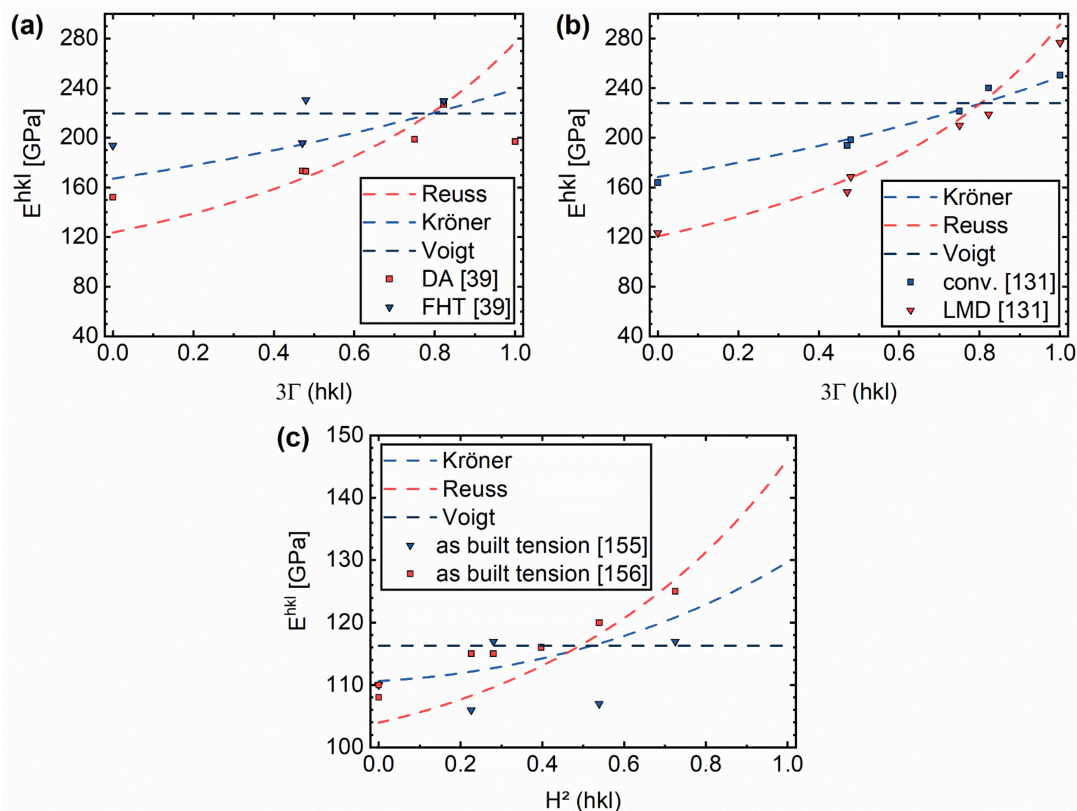 (a)
280
240
200
160
120
80
40
E^hkl [GPa]
0.0 0.2 0.4 0.6 0.8 1.0
3Γ (hkl)
Reuss
Kröner
Voigt
DA [39]
FHT [39]
(b)
280
240
200
160
120
80
40
E^hkl [GPa]
0.0 0.2 0.4 0.6 0.8 1.0
3Γ (hkl)
Kröner
Reuss
Voigt
conv. [131]
LMD [131]
(c)
150
140
130
120
110
100
E^hkl [GPa]
0.0 0.2 0.4 0.6 0.8 1.0
H² (hkl)
Kröner
Reuss
Voigt
as built tension [155]
as built tension [156]